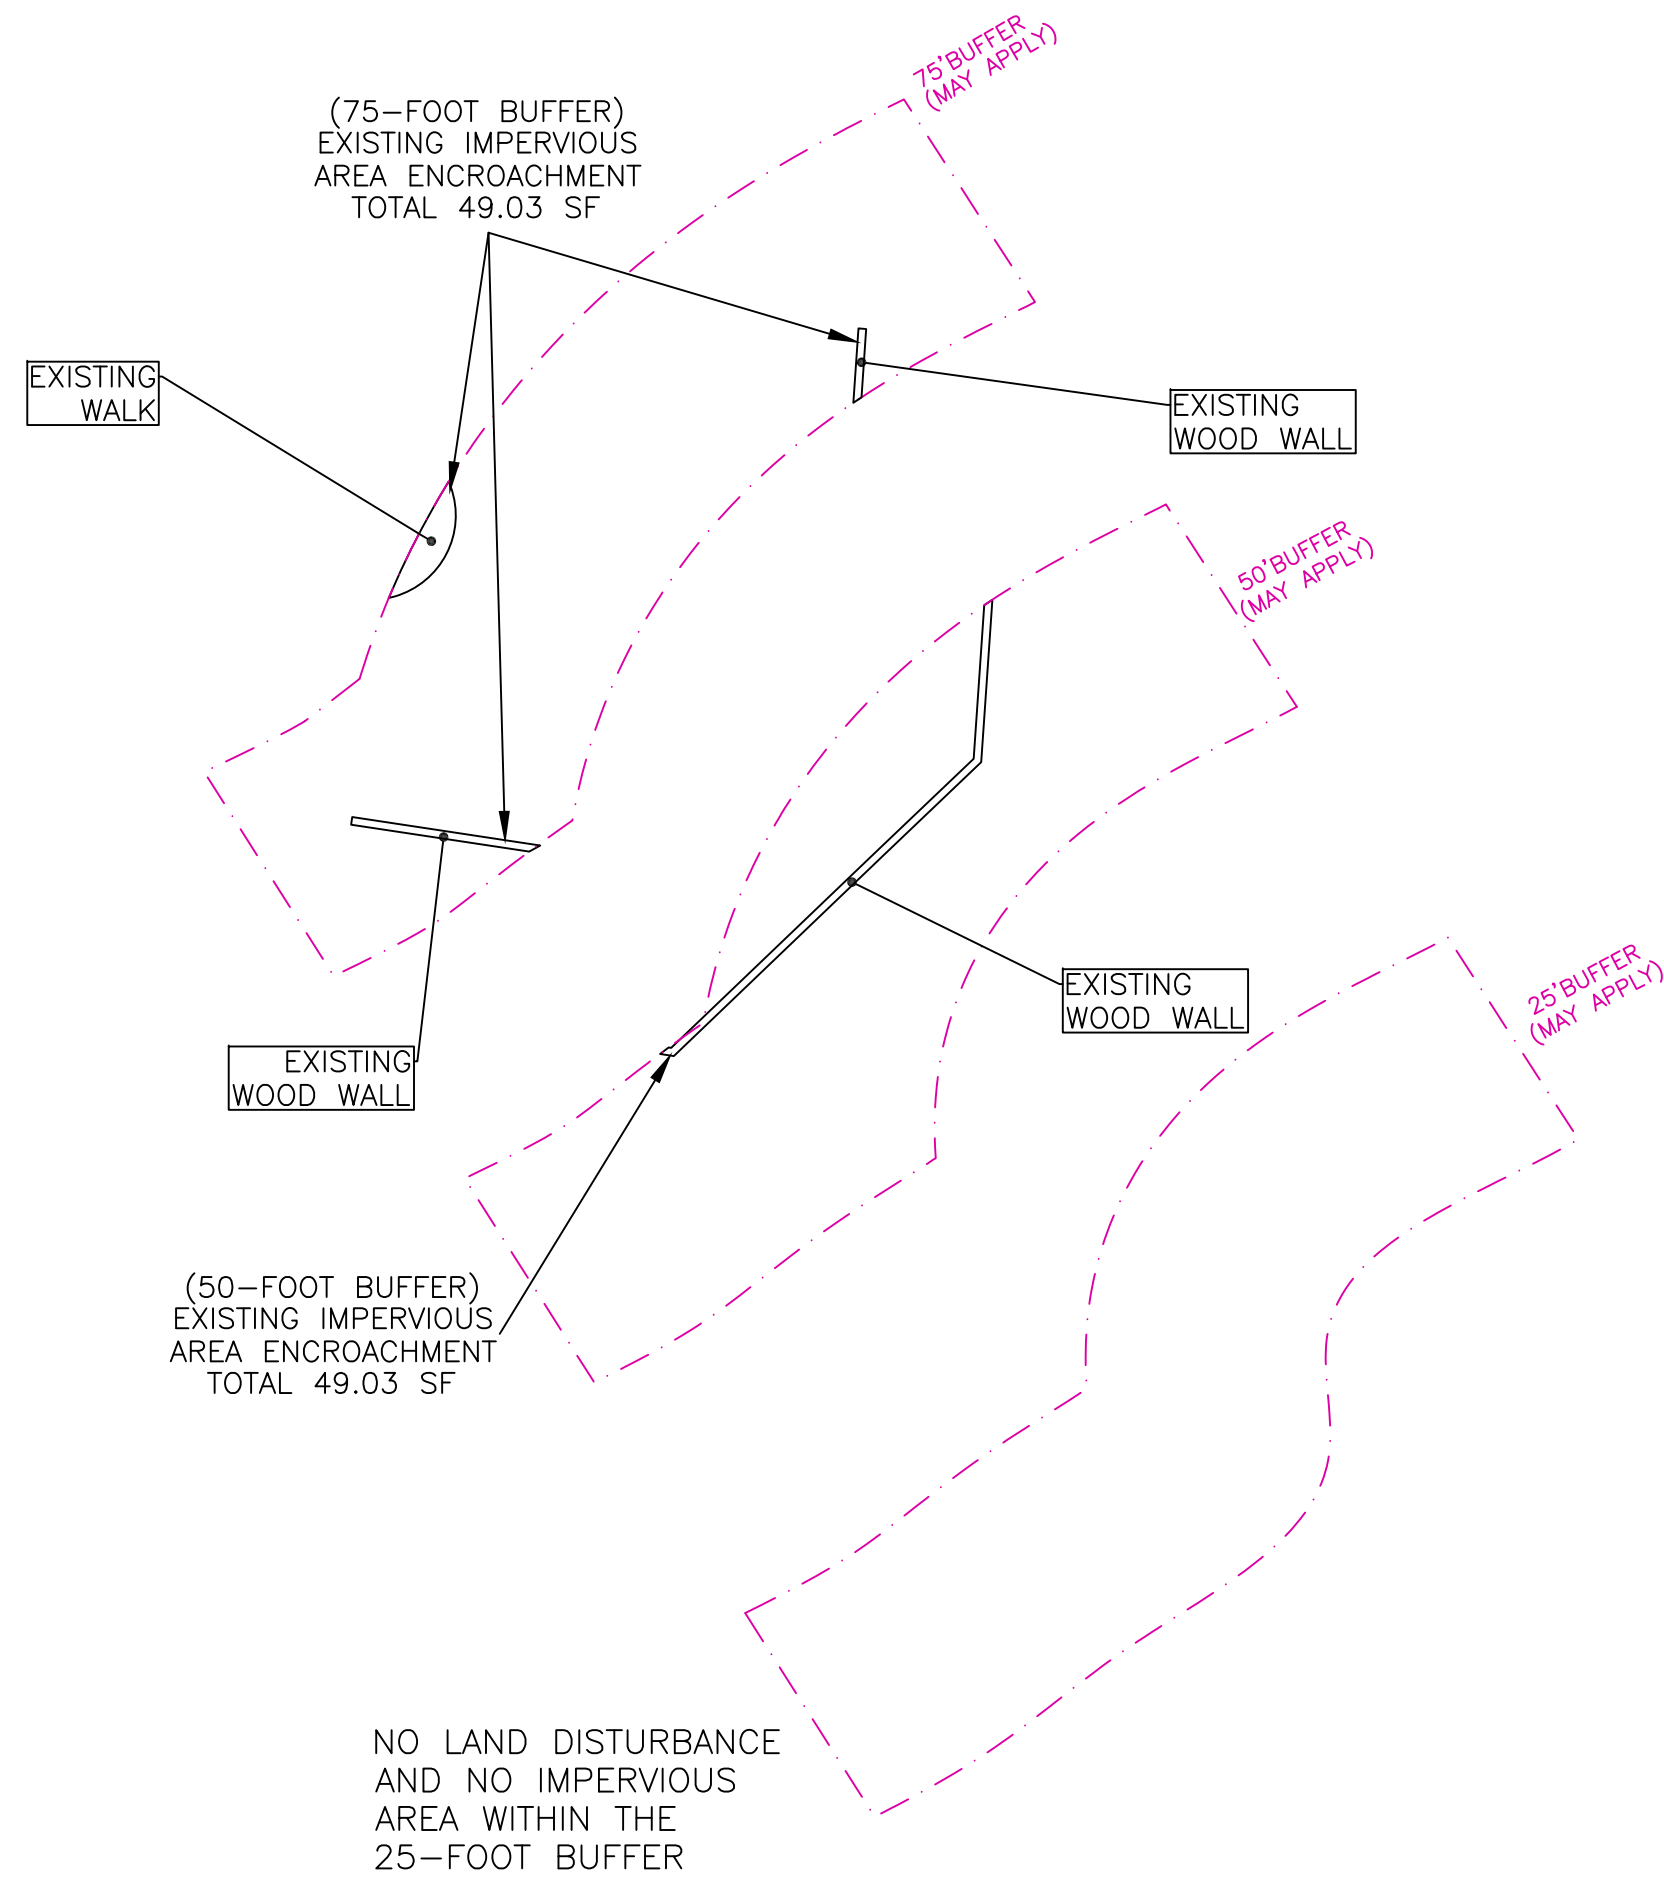 75'BUFFER
(MAY APPLY)
(75-FOOT BUFFER)
EXISTING IMPERVIOUS
AREA ENCROACHMENT
TOTAL 49.03 SF
EXISTING
WALK
EXISTING
WOOD WALL
50'BUFFER
(MAY APPLY)
EXISTING
WOOD WALL
25'BUFFER
(MAY APPLY)
EXISTING
WOOD WALL
(50-FOOT BUFFER)
EXISTING IMPERVIOUS
AREA ENCROACHMENT
TOTAL 49.03 SF
NO LAND DISTURBANCE
AND NO IMPERVIOUS
AREA WITHIN THE
25-FOOT BUFFER